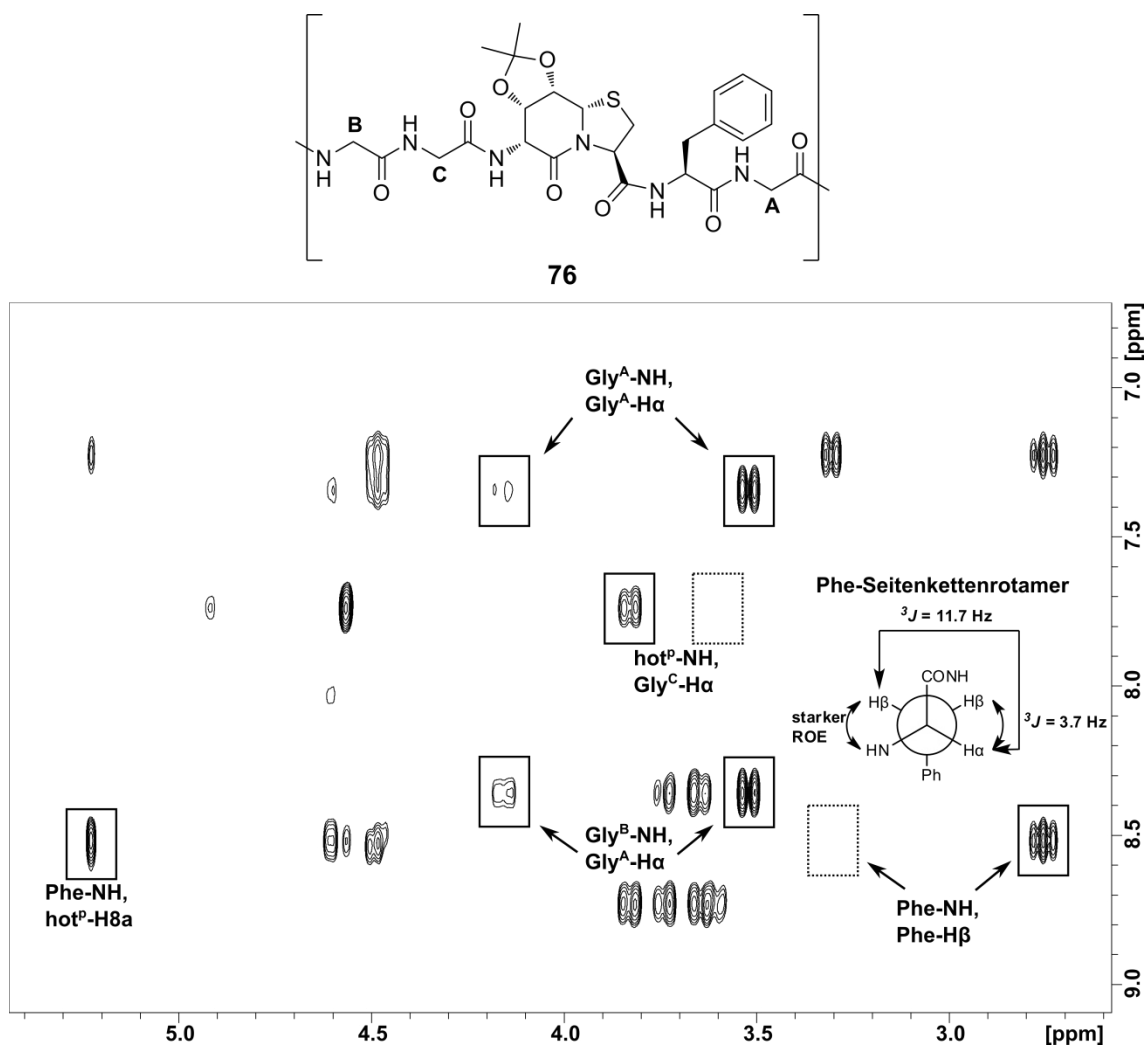 O
O
S
B
H
N
O
H
N
N
N
H
O
C
O
N
H
O
O
N
H
O
H
N
A
O
76
Gly^A-NH,
Gly^A-Hα
Phe-Seitenkettenrotamer
³J = 11.7 Hz
hot^p-NH,
Gly^C-Hα
CONH
Hβ
Hβ
starker
ROE
³J = 3.7 Hz
HN
Hα
Ph
Gly^B-NH,
Gly^A-Hα
Phe-NH,
hot^p-H8a
Phe-NH,
Phe-Hβ
7.0
7.5
8.0
8.5
9.0
[ppm]
5.0
4.5
4.0
3.5
3.0
[ppm]